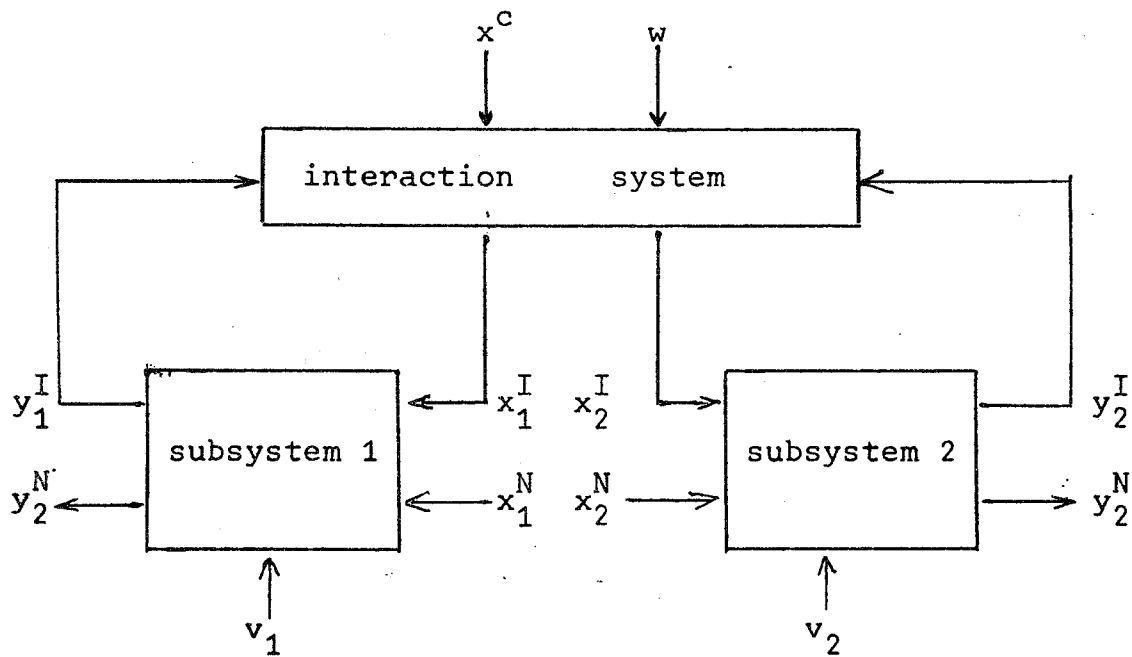 x^C w
interaction system
y_1^I x_1^I x_2^I y_2^I
subsystem 1 subsystem 2
y_2^N x_1^N x_2^N y_2^N
v_1 v_2